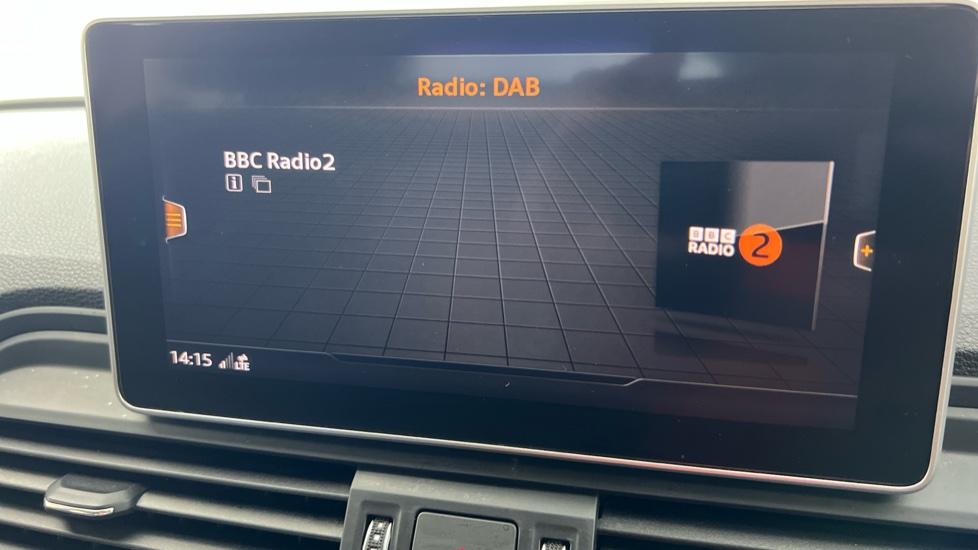 Radio: DAB
BBC Radio2
BBC
RADIO 2
14:15 LTE